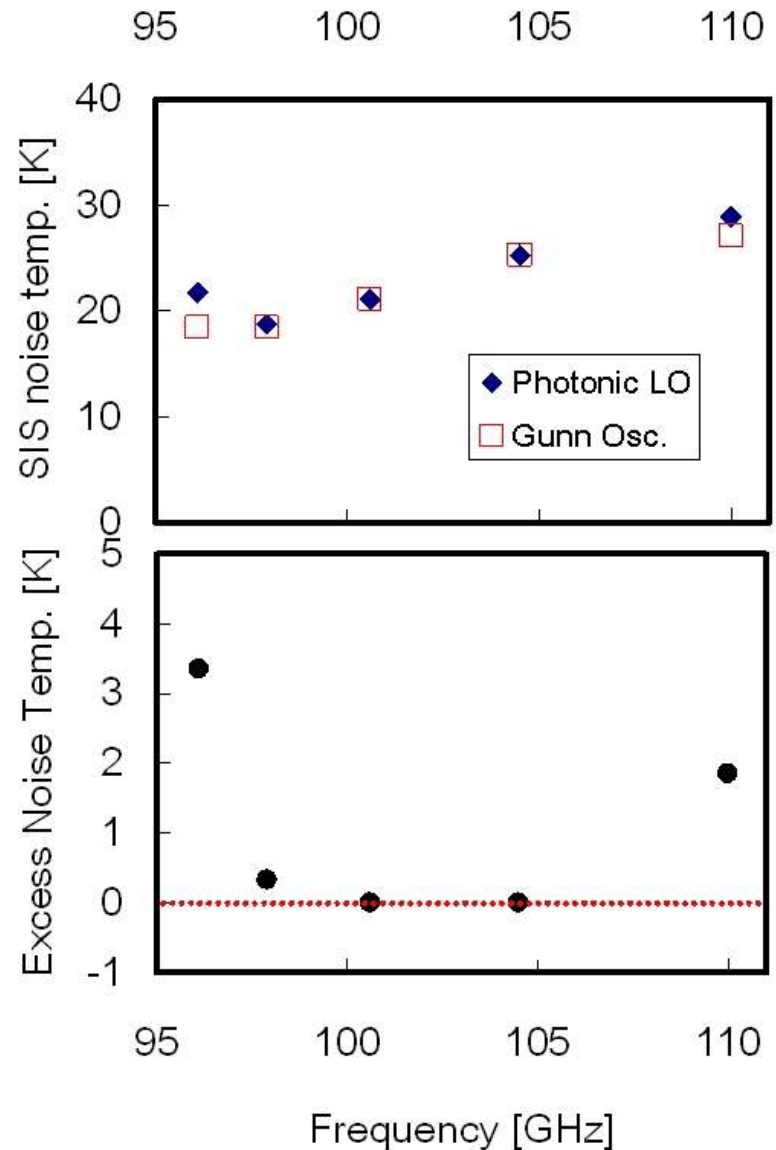 95 100 105 110
40
30
20
10
0
SIS noise temp. [K]
Photonic LO
Gunn Osc.
5
4
3
2
1
0
-1
Excess Noise Temp. [K]
95 100 105 110
Frequency [GHz]